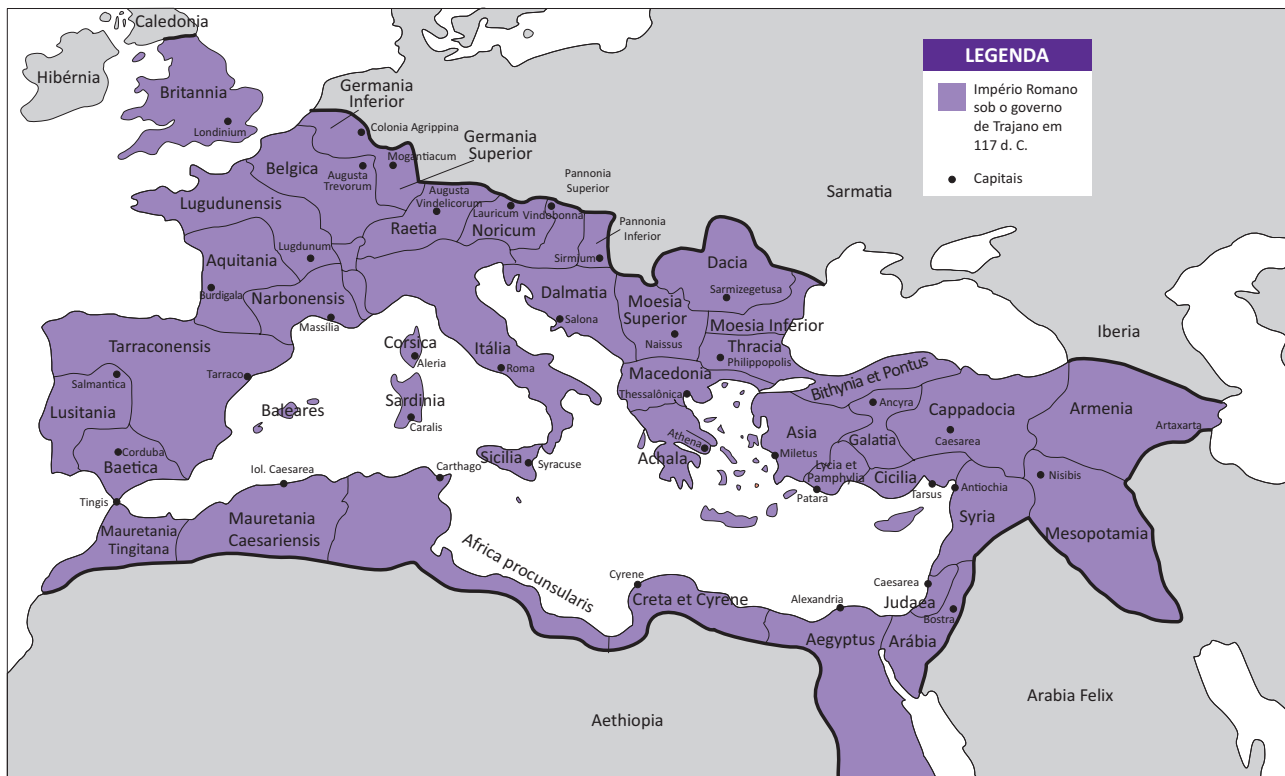 Caledonia
Hibérnia
Britannia
Londinium
LEGENDA
Império Romano
sob o governo
de Trajano em
117 d. C.
Capitais
Germania
Inferior
Colonia Agrippina
Germania
Superior
Mogantiacum
Belgica
Augusta
Trevorum
Pannonia
Superior
Sarmatia
Lugudunensis
Augusta
Vindelicorum
Lauricum
Vindobonna
Raetia
Noricum
Pannonia
Inferior
Lugdunum
Aquitania
Sirmium
Dacia
Burdigala
Narbonensis
Dalmatia
Sarmizegetusa
Massília
Salona
Moesia
Superior
Moesia Inferior
Naissus
Thracia
Philippopolis
Iberia
Tarraconensis
Corsica
Aleria
Itália
Roma
Macedonia
Bithynia et Pontus
Tarraco
Salmantica
Thessalônica
Ancyra
Cappadocia
Armenia
Lusitania
Baleares
Sardinia
Caralis
Artaxarta
Athena
Asia
Galatia
Caesarea
Corduba
Baetica
Sicília
Syracuse
Achala
Miletus
Lycia et
Pamphylia
Cicilia
Iol. Caesarea
Carthago
Nisibis
Tingis
Patara
Tarsus
Antiochia
Mauretania
Tingitana
Mauretania
Caesariensis
Syria
Mesopotamia
Africa procunsularis
Cyrene
Creta et Cyrene
Alexandria
Caesarea
Judaea
Bostra
Aegyptus
Arábia
Aethiopia
Arabia Felix